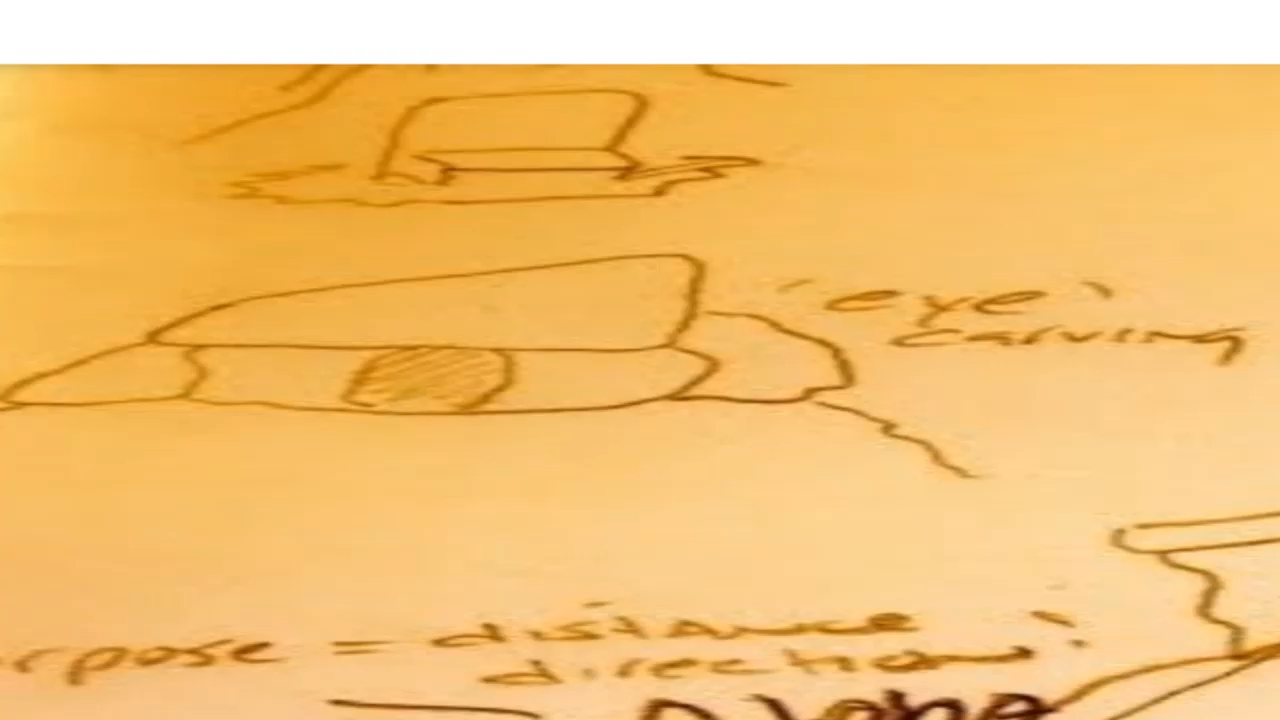 'eye'
carving
rpose = distance
direction'